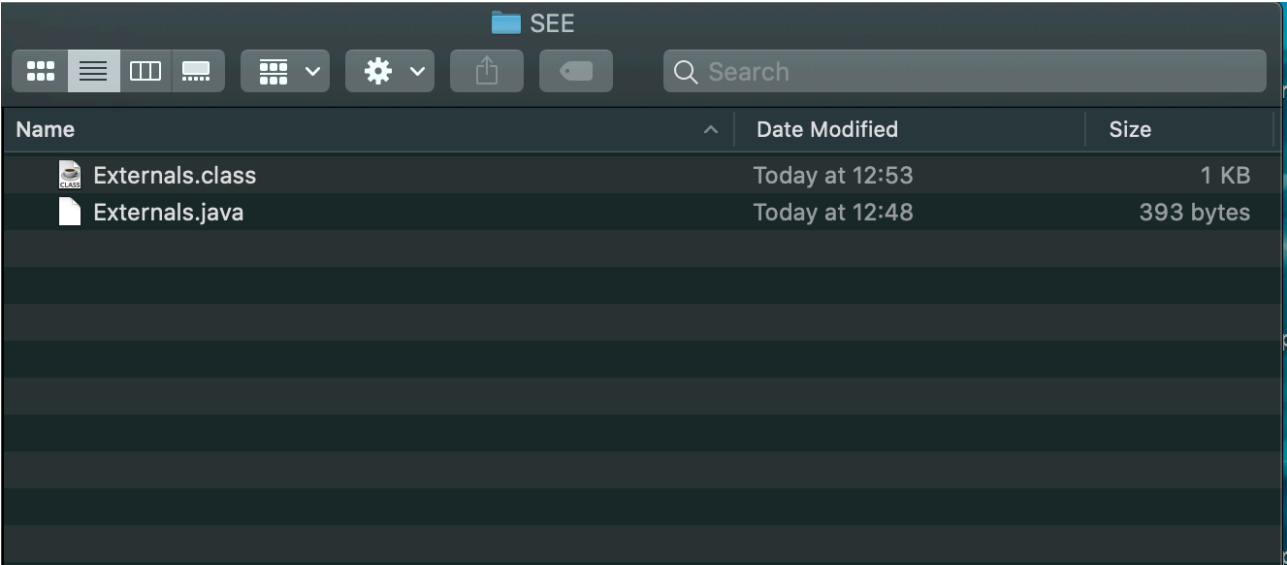 SEE
Search
Name Date Modified Size
CLASS Externals.class Today at 12:53 1 KB
Externals.java Today at 12:48 393 bytes